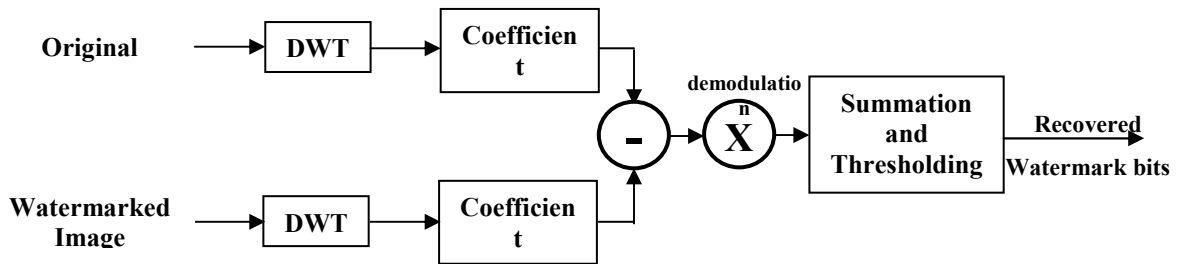 Original
DWT
Coefficien
t
demodulatio
n
X
-
Summation
and
Thresholding
Recovered
Watermark bits
Watermarked
Image
DWT
Coefficien
t